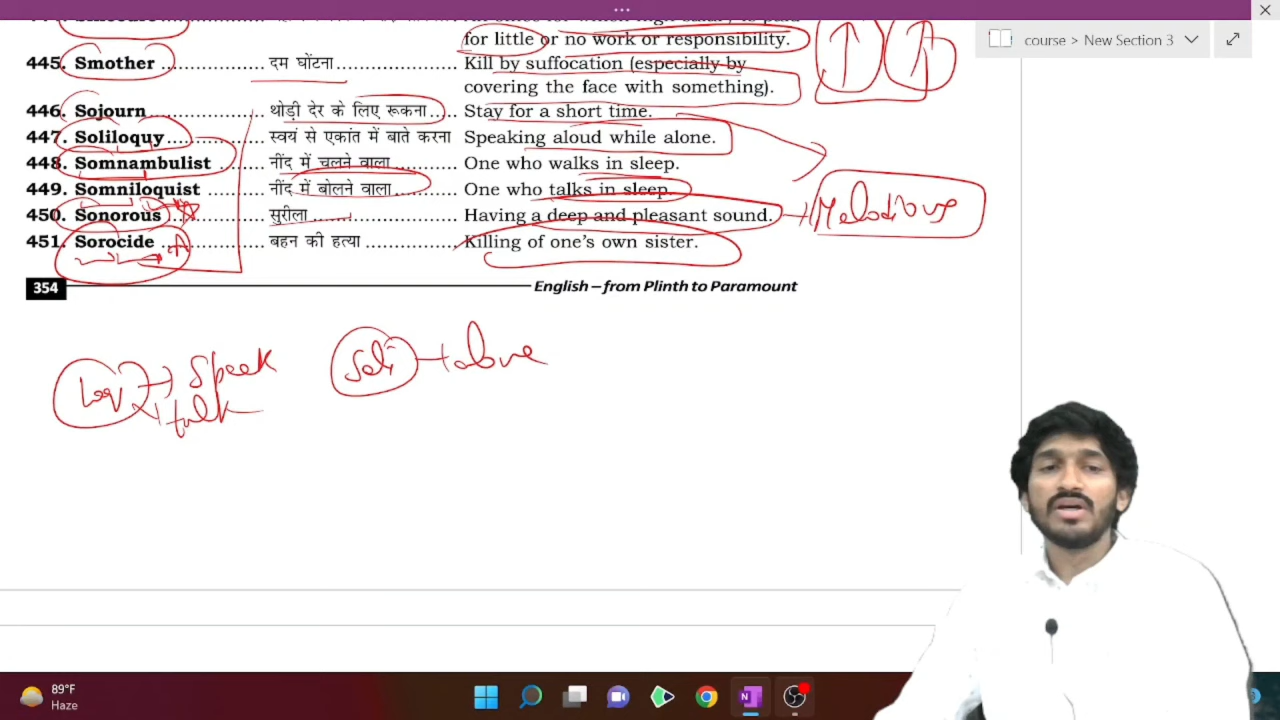 course > New Section 3
for little or no work or responsibility.
445. Smother ................... दम घोंटना ........................ Kill by suffocation (especially by
covering the face with something).
446. Sojourn ..................... थोड़ी देर के लिए रूकना ..... Stay for a short time.
447. Soliloquy ................... स्वयं से एकांत में बाते करना Speaking aloud while alone.
448. Somnambulist ......... नींद में चलने वाला ............. One who walks in sleep.
449. Somniloquist ........... नींद में बोलने वाला ............. One who talks in sleep.
450. Sonorous ................. सुरीला ............................. Having a deep and pleasant sound. → Melodious
451. Sorocide ................... बहन की हत्या .................. Killing of one's own sister.
354 English – from Plinth to Paramount
loq → Speak
talk
Soli → alone
89°F
Haze